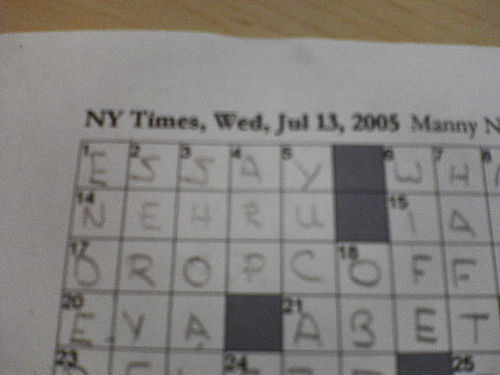 NY Times, Wed, Jul 13, 2005 Manny
1 2 3 4 5 6 7 8
E S S A Y W H
14 15
N E H R U I A
17 18
D R O P C O F F
20 21
E V A A B E T
23 24 25